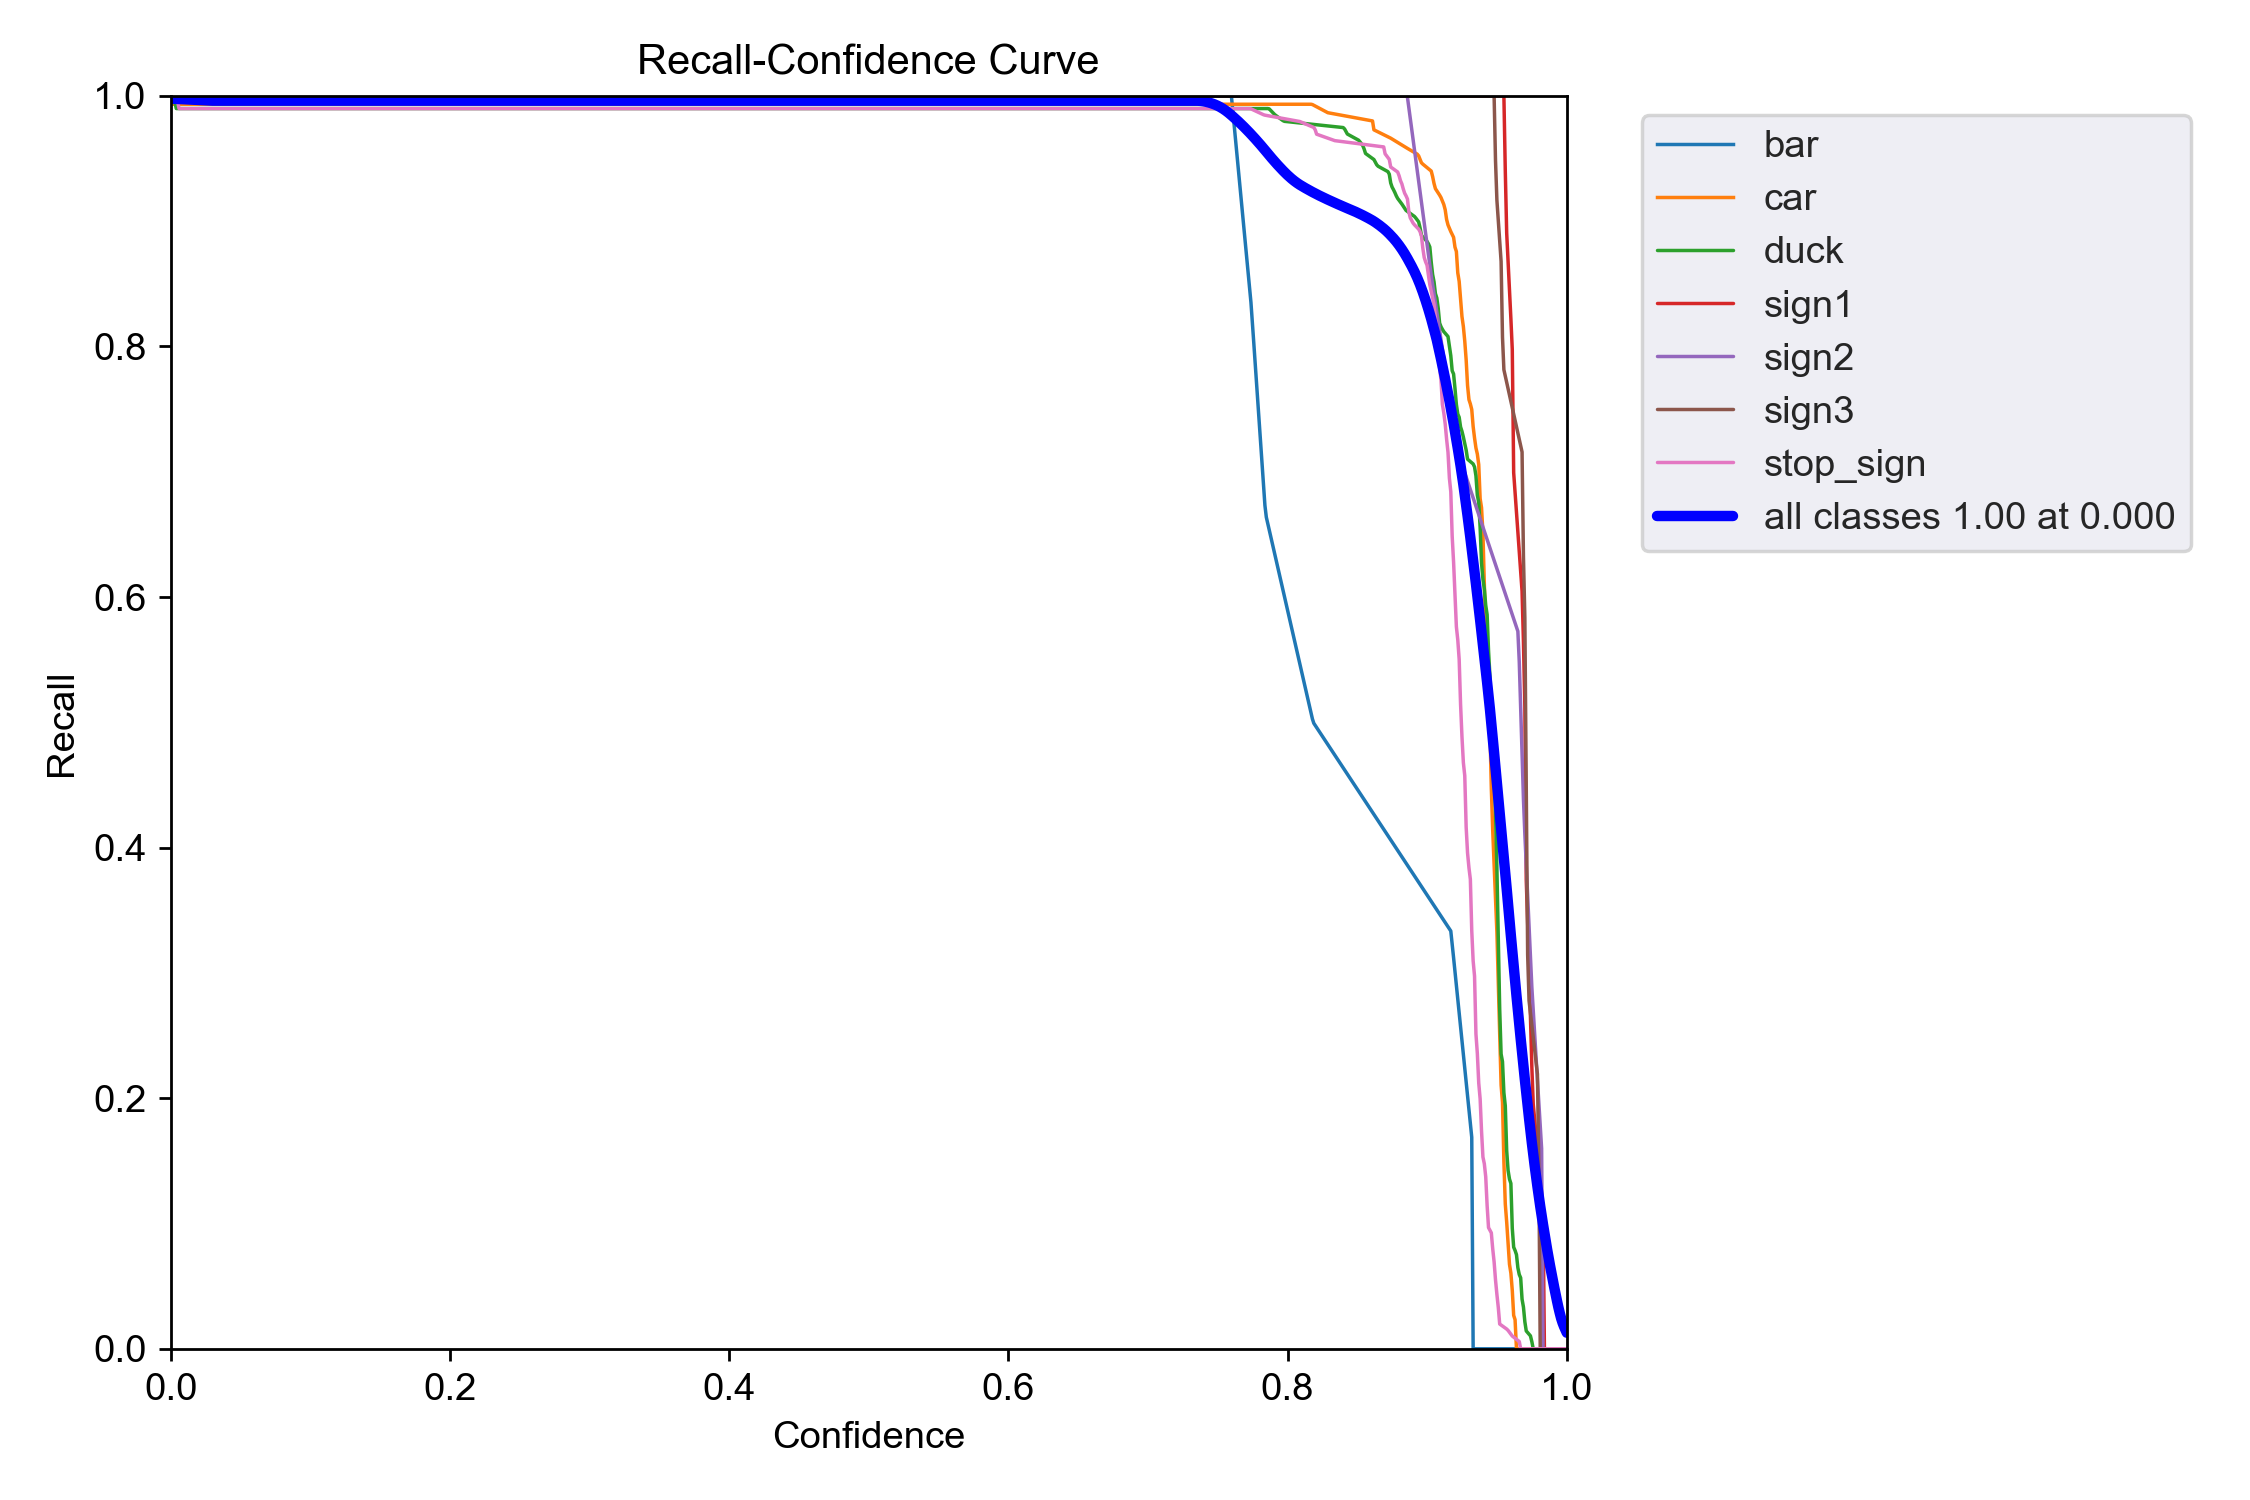 Recall-Confidence Curve
1.0
0.8
0.6
0.4
0.2
0.0
Recall
0.0 0.2 0.4 0.6 0.8 1.0
Confidence
bar
car
duck
sign1
sign2
sign3
stop_sign
all classes 1.00 at 0.000